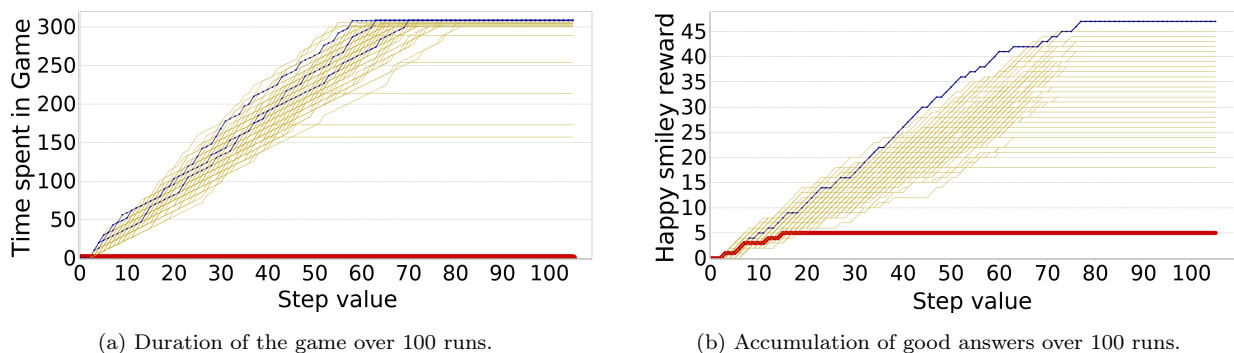 Time spent in Game
300
250
200
150
100
50
0
0 10 20 30 40 50 60 70 80 90 100
Step value
(a) Duration of the game over 100 runs.
Happy smiley reward
45
40
35
30
25
20
15
10
5
0
0 10 20 30 40 50 60 70 80 90 100
Step value
(b) Accumulation of good answers over 100 runs.